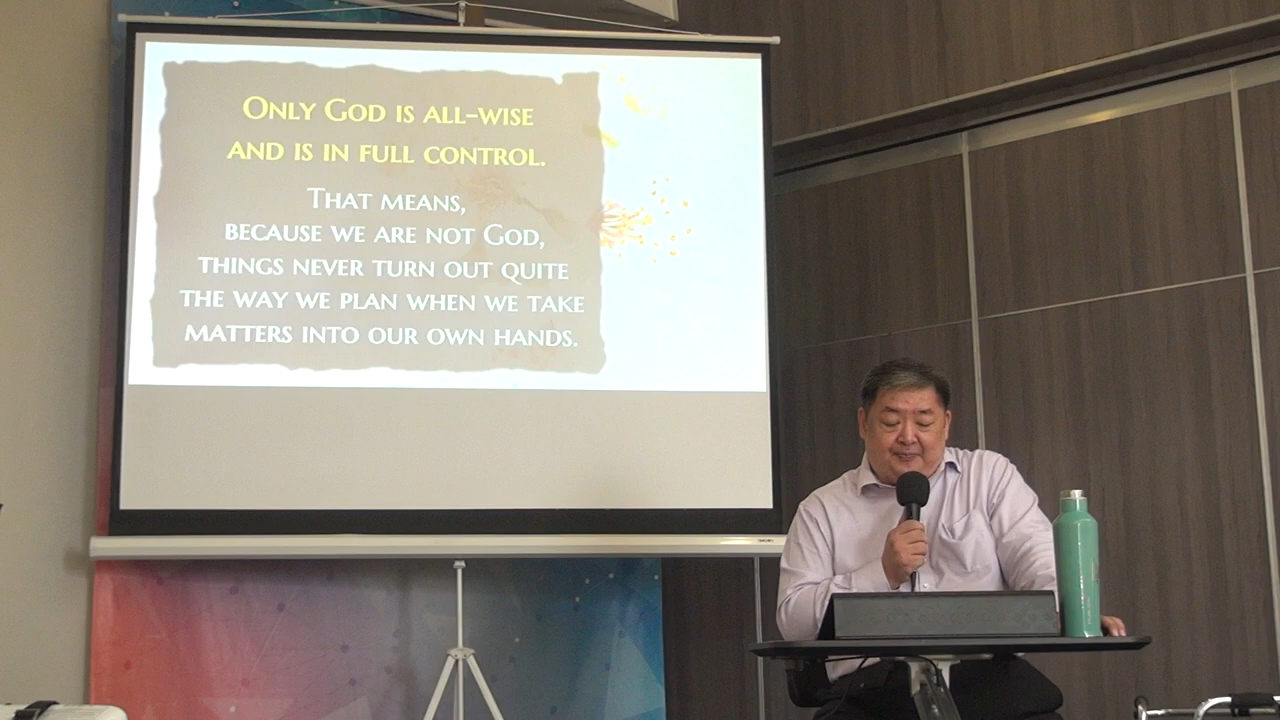 Only God is all-wise
and is in full control.
That means,
because we are not God,
things never turn out quite
the way we plan when we take
matters into our own hands.